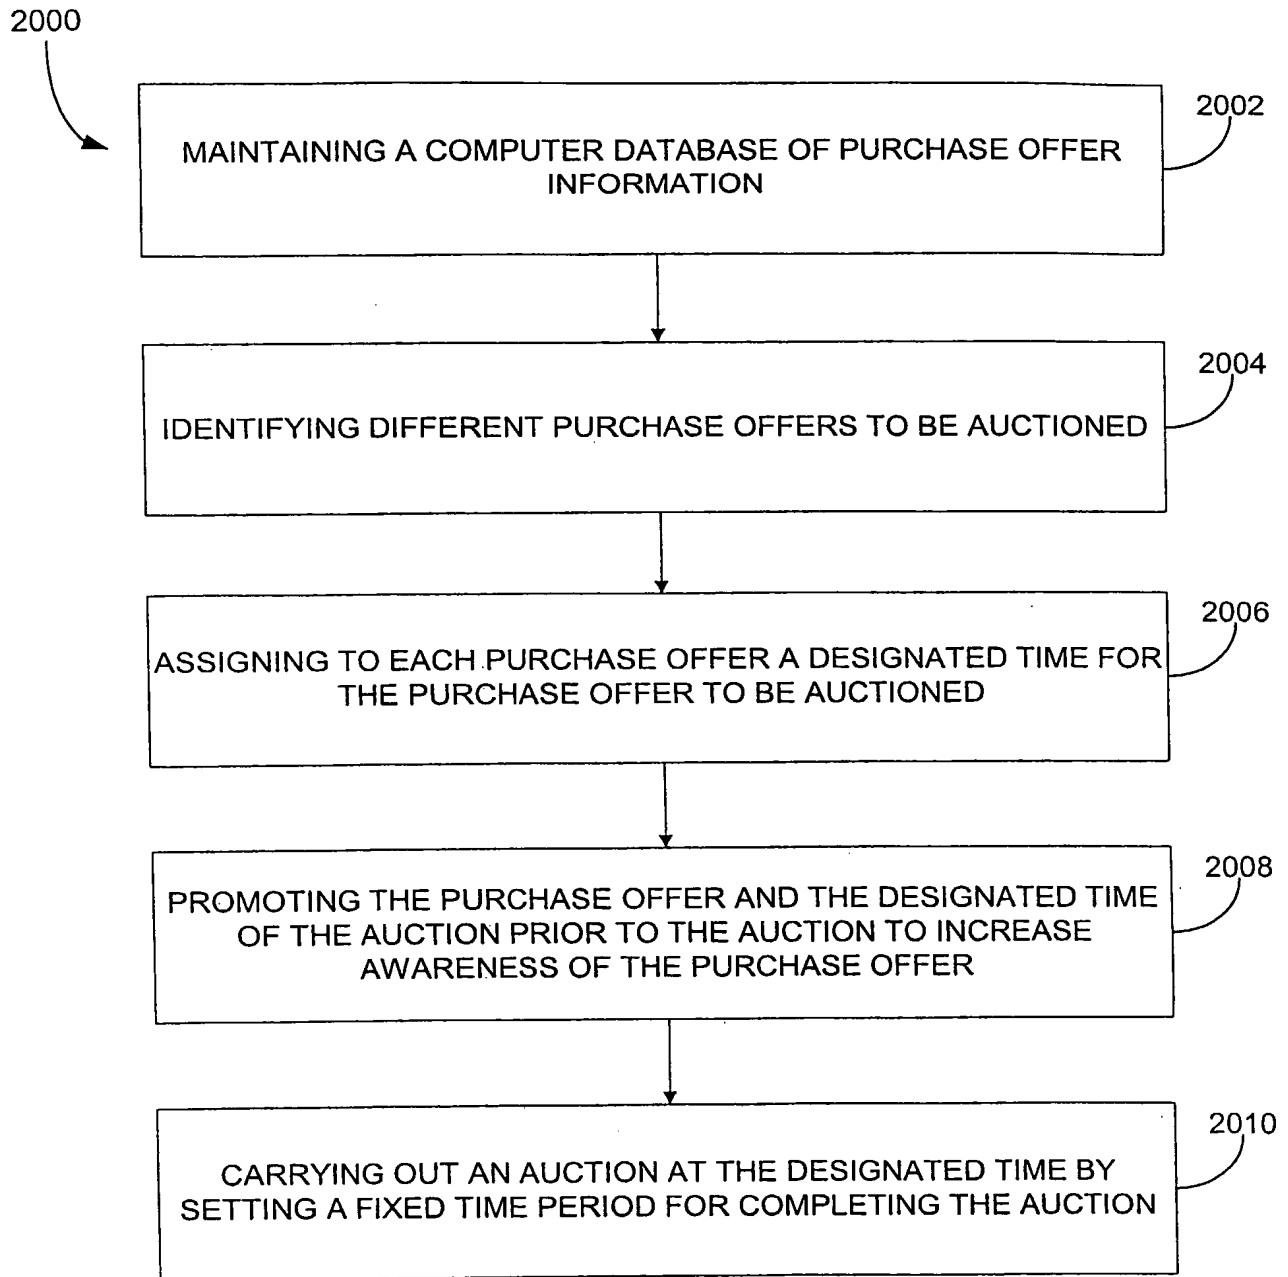 2000
2002
MAINTAINING A COMPUTER DATABASE OF PURCHASE OFFER
INFORMATION
2004
IDENTIFYING DIFFERENT PURCHASE OFFERS TO BE AUCTIONED
2006
ASSIGNING TO EACH PURCHASE OFFER A DESIGNATED TIME FOR
THE PURCHASE OFFER TO BE AUCTIONED
2008
PROMOTING THE PURCHASE OFFER AND THE DESIGNATED TIME
OF THE AUCTION PRIOR TO THE AUCTION TO INCREASE
AWARENESS OF THE PURCHASE OFFER
2010
CARRYING OUT AN AUCTION AT THE DESIGNATED TIME BY
SETTING A FIXED TIME PERIOD FOR COMPLETING THE AUCTION